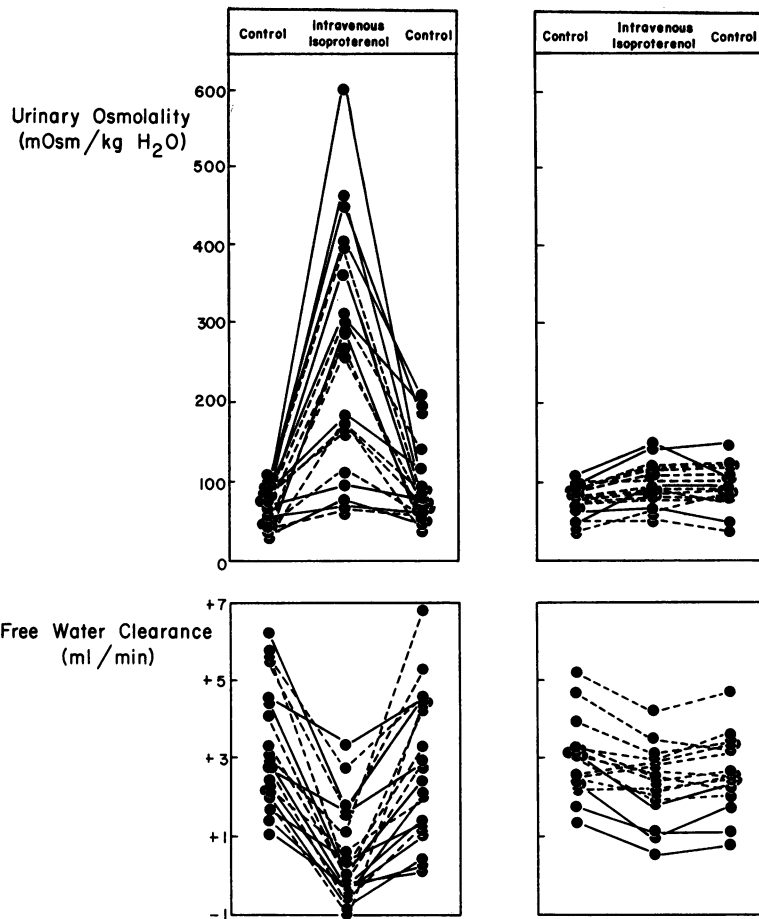 Control Intravenous Isoproterenol Control
Control Intravenous Isoproterenol Control
Urinary Osmolality
(mOsm/kg H2O)
600
500
400
300
200
100
0
Free Water Clearance
(ml/min)
+7
+5
+3
+1
-1